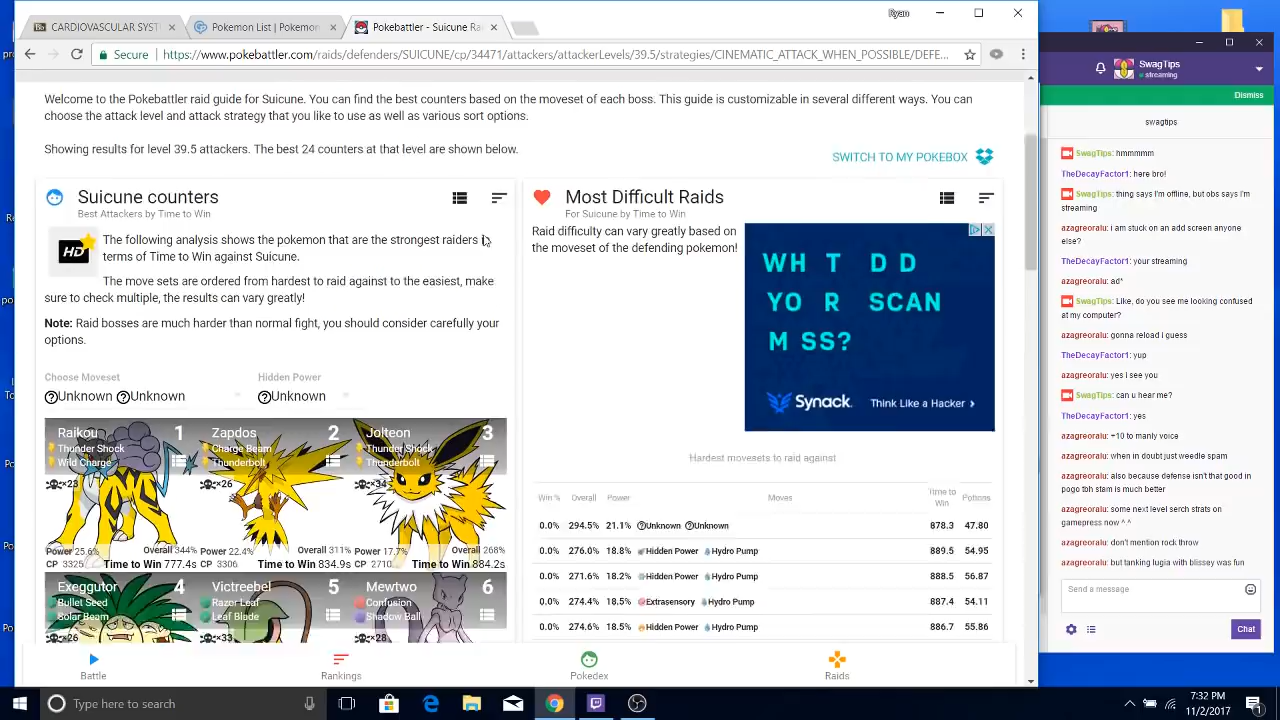 Ryan
CARDIOVASCULAR SYST
Pokemon List | Pokemon
Pokebattler - Suicune Rai
Secure https://www.pokebattler.com/raids/defenders/SUICUNE/cp/34471/attackers/attackerLevels/39.5/strategies/CINEMATIC_ATTACK_WHEN_POSSIBLE/DEFE...
Welcome to the Pokebattler raid guide for Suicune. You can find the best counters based on the moveset of each boss. This guide is customizable in several different ways. You can
choose the attack level and attack strategy that you like to use as well as various sort options.
Showing results for level 39.5 attackers. The best 24 counters at that level are shown below.
SWITCH TO MY POKEBOX
Suicune counters
Best Attackers by Time to Win
HD
The following analysis shows the pokemon that are the strongest raiders in
terms of Time to Win against Suicune.
The move sets are ordered from hardest to raid against to the easiest, make
sure to check multiple, the results can vary greatly!
Note: Raid bosses are much harder than normal fight, you should consider carefully your
options.
Choose Moveset Hidden Power
Unknown Unknown Unknown
Raikou 1
Thunder Shock
Wild Charge
×23
Power 25.6% Overall 344%
CP 3325 Time to Win 777.4s
Zapdos 2
Charge Beam
Thunderbolt
×26
Power 22.4% Overall 311%
CP 3306 Time to Win 834.9s
Jolteon 3
Thunder Shock
Thunderbolt
×34
Power 17.7% Overall 268%
CP 2710 Time to Win 884.2s
Exeggutor 4
Bullet Seed
Solar Beam
×26
Victreebel 5
Razor Leaf
Leaf Blade
×33
Mewtwo 6
Confusion
Shadow Ball
×28
Most Difficult Raids
For Suicune by Time to Win
Raid difficulty can vary greatly based on
the moveset of the defending pokemon!
WH T D D
YO R SCAN
M SS?
Synack. Think Like a Hacker >
Hardest movesets to raid against
Win % Overall Power Moves Time to Win Potions
0.0% 294.5% 21.1% Unknown Unknown 878.3 47.80
0.0% 276.0% 18.8% Hidden Power Hydro Pump 889.5 54.95
0.0% 271.6% 18.2% Hidden Power Hydro Pump 888.5 56.87
0.0% 274.4% 18.5% Extrasensory Hydro Pump 887.4 54.11
0.0% 274.6% 18.5% Hidden Power Hydro Pump 886.7 55.86
Battle Rankings Pokedex Raids
SwagTips
streaming
Dismiss
swagtips
SwagTips: hmmmmm
TheDecayFactor1: here bro!
SwagTips: thing says I'm offline, but obs says I'm
streaming
azagreoralu: i am stuck on an add screen anyone
else?
TheDecayFactor1: your streaming
azagreoralu: ad*
SwagTips: Like, do you see me looking confused
at my computer?
azagreoralu: gonna reload i guess
TheDecayFactor1: yup
azagreoralu: yes i see you
SwagTips: can u hear me?
TheDecayFactor1: yes
azagreoralu: +10 to manly voice
azagreoralu: when in doubt just weedle spam
azagreoralu: also because defense isn't that good in
pogo tbh stam is much better
azagreoralu: some next level serch strats on
gamepress now ^ ^
azagreoralu: don't mention rock throw
azagreoralu: but tanking lugia with blissey was fun
Send a message
Chat
Type here to search
7:32 PM
11/2/2017
1